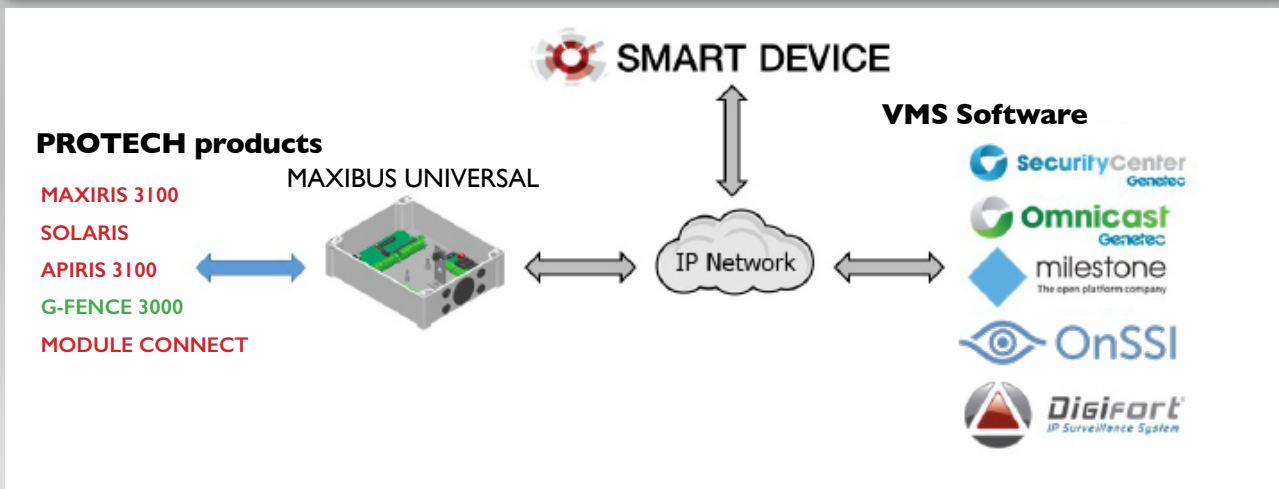 SMART DEVICE
VMS Software
PROTECH products
MAXIRIS 3100
SOLARIS
APIRIS 3100
G-FENCE 3000
MODULE CONNECT
MAXIBUS UNIVERSAL
IP Network
SecurityCenter
Genetec
Omnicast
Genetec
milestone
The open platform company
OnSSI
Digifort
IP Surveillance System